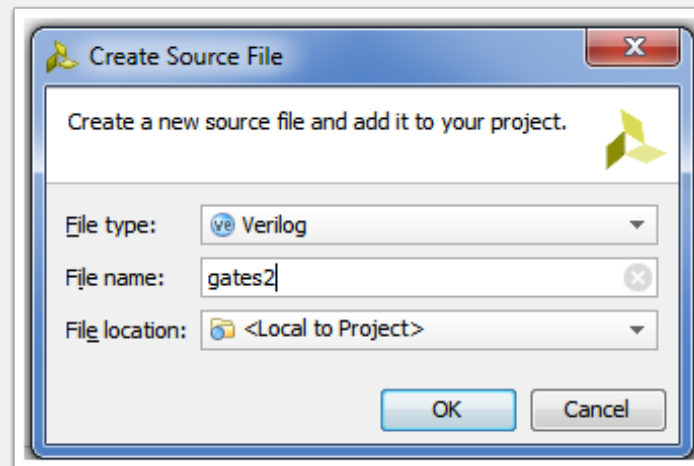 Create Source File
Create a new source file and add it to your project.
File type: ve Verilog
File name: gates2
File location: <Local to Project>
OK Cancel